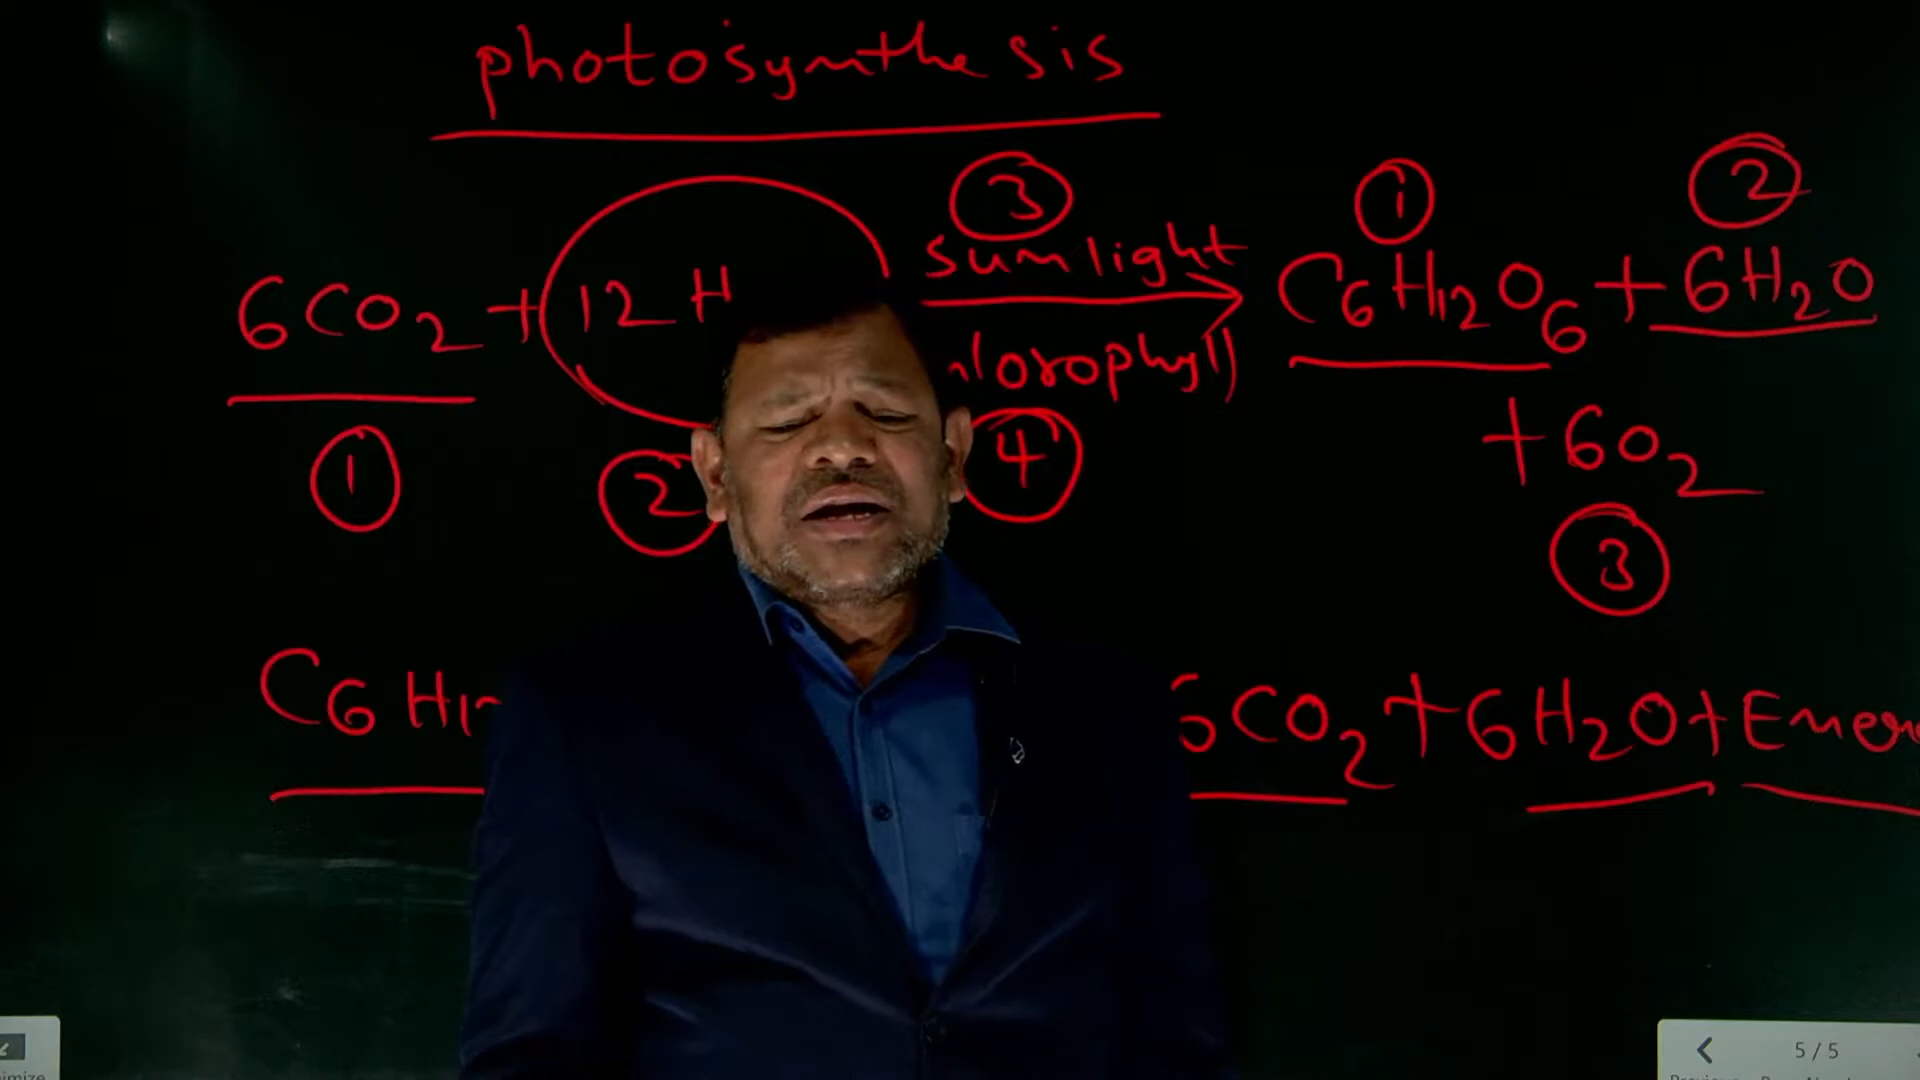 photosynthesis
3 1 2
6CO₂ + 12 H sunlight C₆H₁₂O₆ + 6H₂O
lorophyll
+ 6O₂
1 2 4 3
C₆ H₁ CO₂ + 6H₂O + Ener
5 / 5